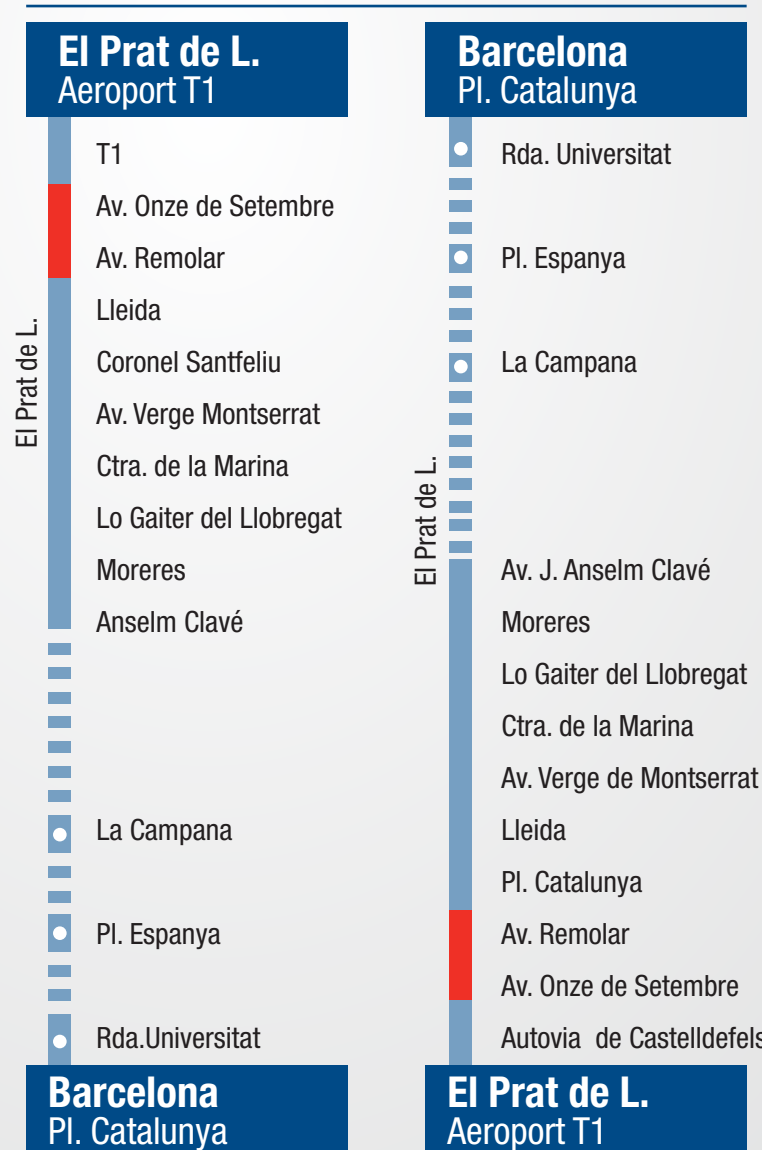 El Prat de L.
Aeroport T1
T1
Av. Onze de Setembre
Av. Remolar
Lleida
Coronel Santfeliu
Av. Verge Montserrat
Ctra. de la Marina
Lo Gaiter del Llobregat
Moreres
Anselm Clavé
La Campana
Pl. Espanya
Rda.Universitat
El Prat de L.
Barcelona
Pl. Catalunya
Barcelona
Pl. Catalunya
Rda. Universitat
Pl. Espanya
La Campana
Av. J. Anselm Clavé
Moreres
Lo Gaiter del Llobregat
Ctra. de la Marina
Av. Verge de Montserrat
Lleida
Pl. Catalunya
Av. Remolar
Av. Onze de Setembre
Autovia de Castelldefels
El Prat de L.
El Prat de L.
Aeroport T1